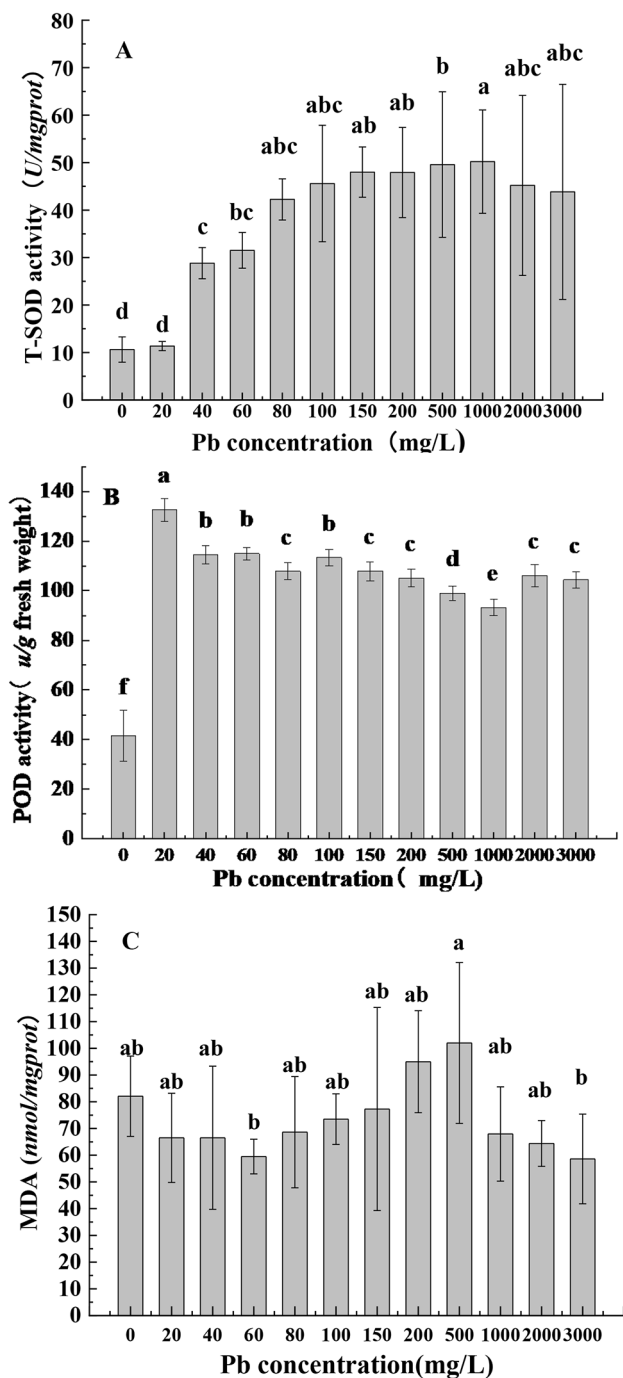 A
T-SOD activity（U/mgprot)
80
70
60
50
40
30
20
10
0
d d c bc abc abc ab ab b a abc abc
0 20 40 60 80 100 150 200 500 1000 2000 3000
Pb concentration（mg/L)
B
POD activity( u/g fresh weight)
140
120
100
80
60
40
20
0
f a b b c b c c d e c c
0 20 40 60 80 100 150 200 500 1000 2000 3000
Pb concentration( mg/L)
C
MDA (nmol/mgprot)
150
140
130
120
110
100
90
80
70
60
50
40
30
20
10
0
ab ab ab b ab ab ab ab a ab ab b
0 20 40 60 80 100 150 200 500 1000 2000 3000
Pb concentration(mg/L)